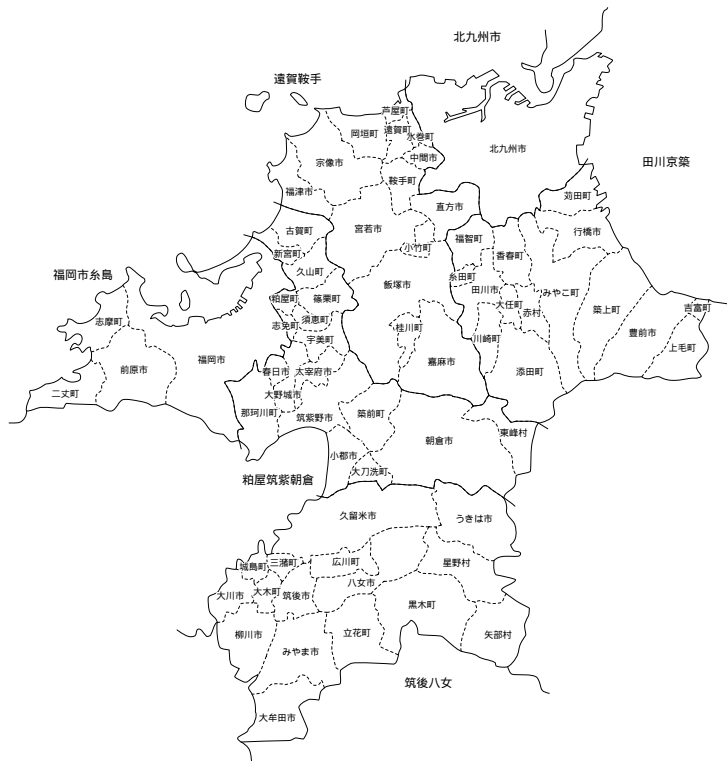 北九州市
遠賀鞍手
芦屋町
岡垣町
遠賀町
水巻町
北九州市
宗像市
中間市
田川京築
鞍手町
福津市
苅田町
直方市
古賀町
宮若市
行橋市
福智町
新宮町
小竹町
香春町
久山町
福岡市糸島
糸田町
飯塚市
田川市
みやこ町
粕屋町
篠栗町
大任町
築上町
吉富町
赤村
志摩町
須恵町
志免町
桂川町
豊前市
宇美町
川崎町
上毛町
福岡市
嘉麻市
前原市
春日市
太宰府市
添田町
二丈町
大野城市
那珂川町
筑紫野市
筑前町
朝倉市
東峰村
小郡市
大刀洗町
粕屋筑紫朝倉
久留米市
うきは市
城島町
三潴町
広川町
星野村
八女市
大川市
大木町
筑後市
黒木町
柳川市
立花町
矢部村
みやま市
筑後八女
大牟田市